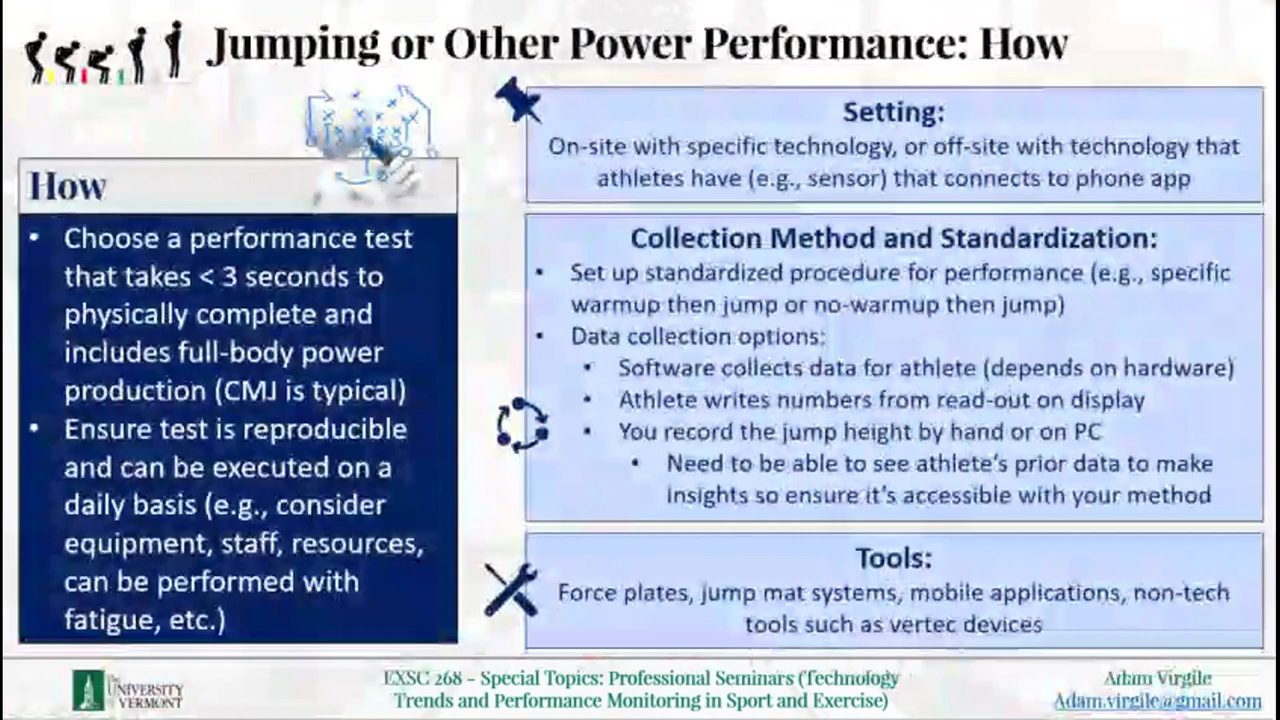 Jumping or Other Power Performance: How
How
• Choose a performance test
that takes < 3 seconds to
physically complete and
includes full-body power
production (CMJ is typical)
• Ensure test is reproducible
and can be executed on a
daily basis (e.g., consider
equipment, staff, resources,
can be performed with
fatigue, etc.)
Setting:
On-site with specific technology, or off-site with technology that
athletes have (e.g., sensor) that connects to phone app
Collection Method and Standardization:
• Set up standardized procedure for performance (e.g., specific
warmup then jump or no-warmup then jump)
• Data collection options:
• Software collects data for athlete (depends on hardware)
• Athlete writes numbers from read-out on display
• You record the jump height by hand or on PC
• Need to be able to see athlete's prior data to make
insights so ensure it's accessible with your method
Tools:
Force plates, jump mat systems, mobile applications, non-tech
tools such as vertec devices
The
UNIVERSITY
of VERMONT
EXSC 268 – Special Topics: Professional Seminars (Technology
Trends and Performance Monitoring in Sport and Exercise)
Adam Virgile
Adam.virgile@gmail.com